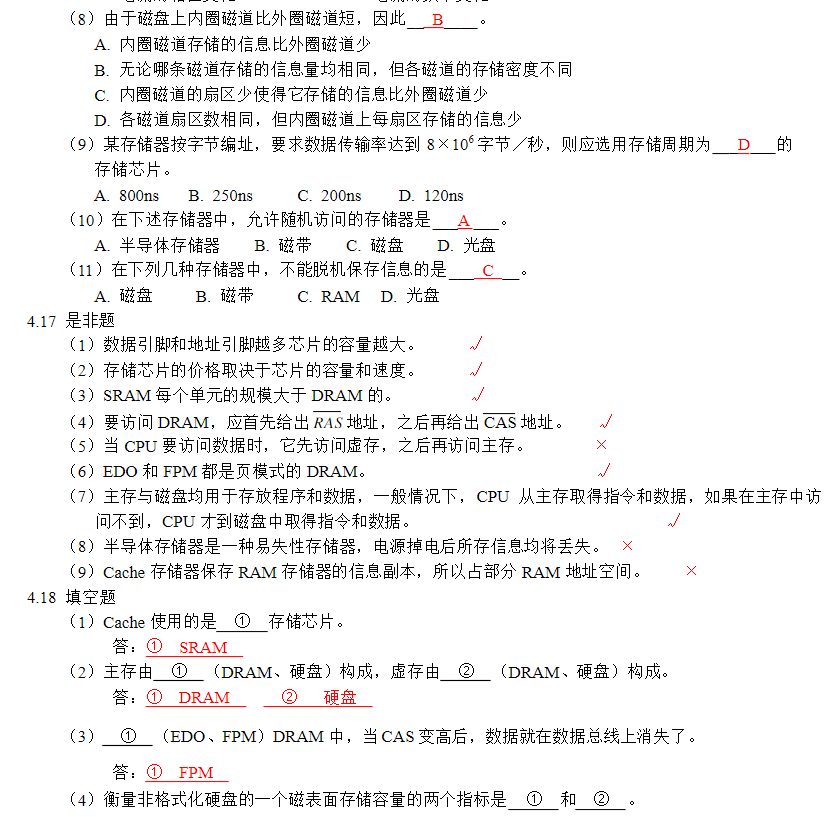 （8）由于磁盘上内圈磁道比外圈磁道短，因此__B____。
A. 内圈磁道存储的信息比外圈磁道少
B. 无论哪条磁道存储的信息量均相同，但各磁道的存储密度不同
C. 内圈磁道的扇区少使得它存储的信息比外圈磁道少
D. 各磁道扇区数相同，但内圈磁道上每扇区存储的信息少
（9）某存储器按字节编址，要求数据传输率达到 8×10⁶字节／秒，则应选用存储周期为___D___的
存储芯片。
A. 800ns B. 250ns C. 200ns D. 120ns
（10）在下述存储器中，允许随机访问的存储器是___A___。
A. 半导体存储器 B. 磁带 C. 磁盘 D. 光盘
（11）在下列几种存储器中，不能脱机保存信息的是___C___。
A. 磁盘 B. 磁带 C. RAM D. 光盘
4.17 是非题
（1）数据引脚和地址引脚越多芯片的容量越大。 √
（2）存储芯片的价格取决于芯片的容量和速度。 √
（3）SRAM 每个单元的规模大于 DRAM 的。 √
（4）要访问 DRAM，应首先给出 R̅A̅S̅ 地址，之后再给出 C̅A̅S̅ 地址。 √
（5）当 CPU 要访问数据时，它先访问虚存，之后再访问主存。 ×
（6）EDO 和 FPM 都是页模式的 DRAM。 √
（7）主存与磁盘均用于存放程序和数据，一般情况下，CPU 从主存取得指令和数据，如果在主存中访
问不到，CPU 才到磁盘中取得指令和数据。 √
（8）半导体存储器是一种易失性存储器，电源掉电后所存信息均将丢失。 ×
（9）Cache 存储器保存 RAM 存储器的信息副本，所以占部分 RAM 地址空间。 ×
4.18 填空题
（1）Cache 使用的是__①__存储芯片。
答：① SRAM
（2）主存由__①__（DRAM、硬盘）构成，虚存由__②__（DRAM、硬盘）构成。
答：① DRAM ② 硬盘
（3）__①__（EDO、FPM）DRAM 中，当 CAS 变高后，数据就在数据总线上消失了。
答：① FPM
（4）衡量非格式化硬盘的一个磁表面存储容量的两个指标是__①__和__②__。